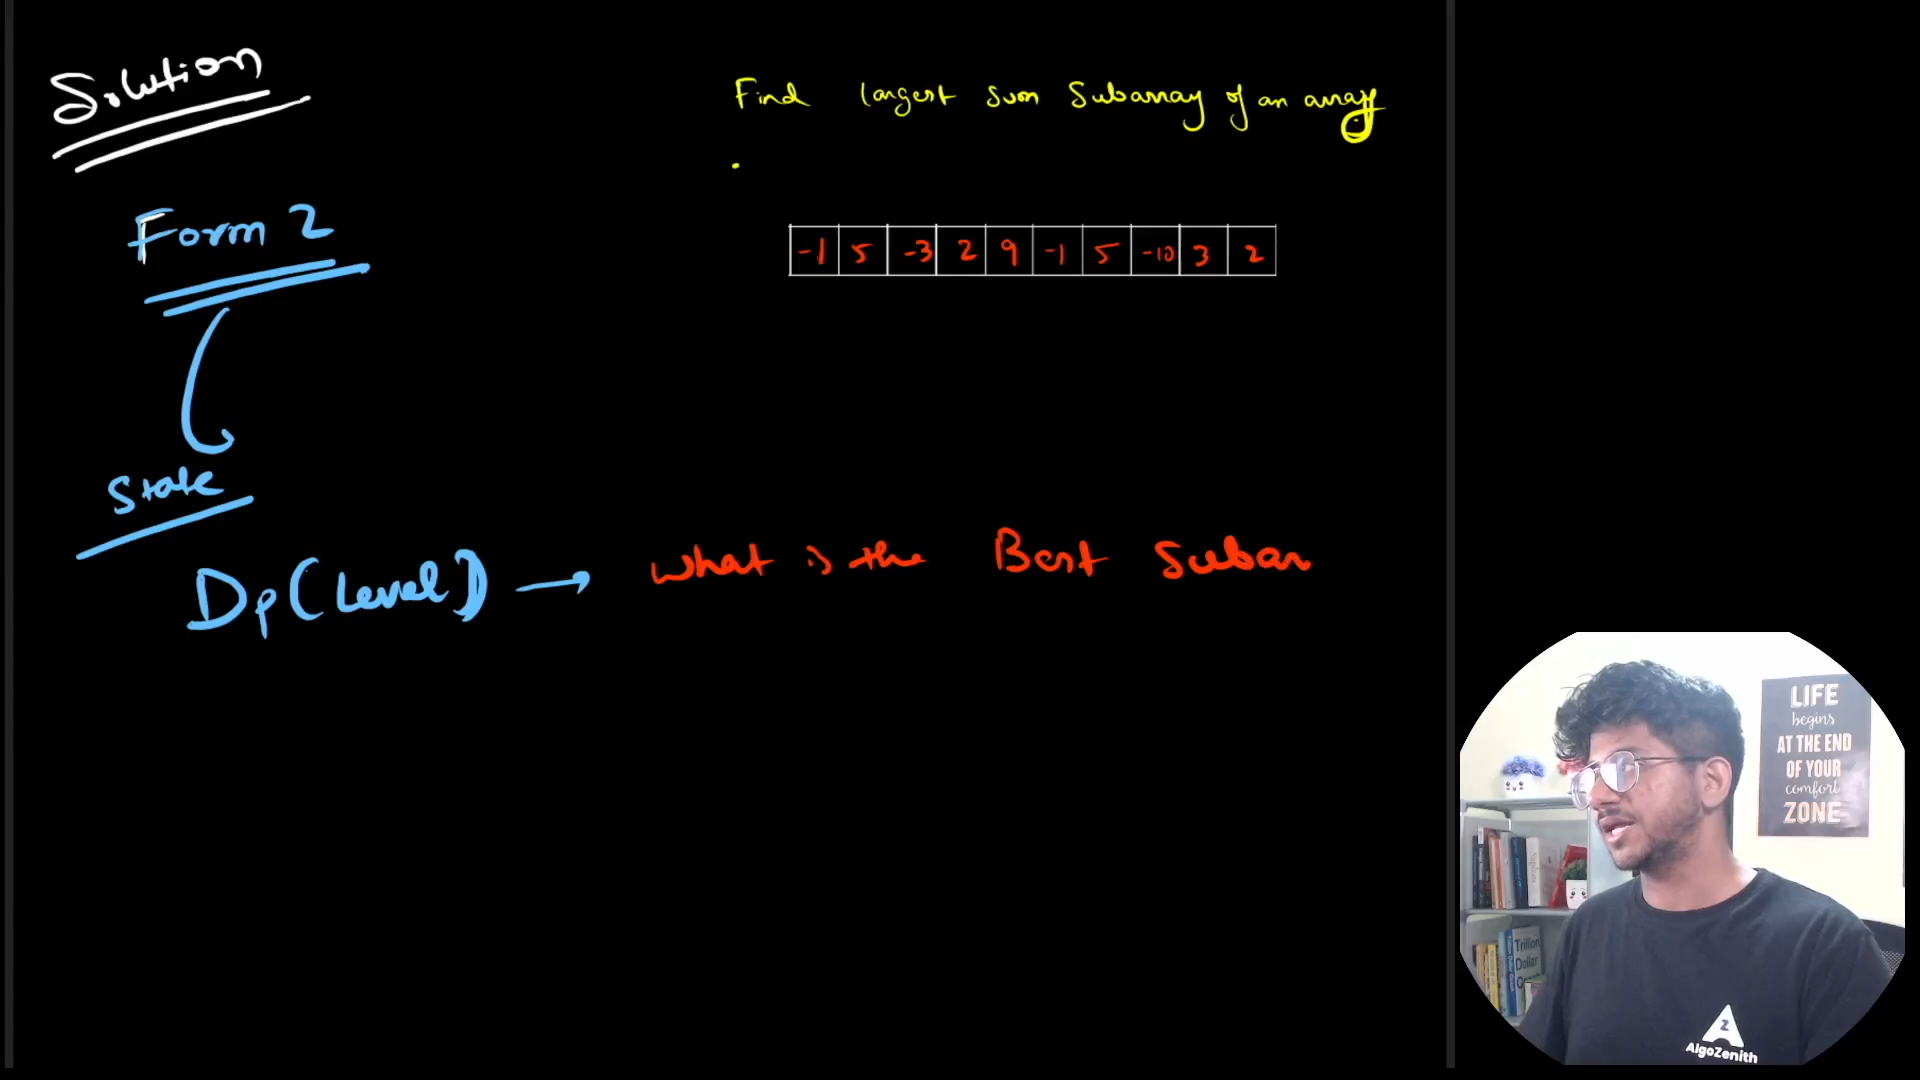 Solution
Find largest sum Subarray of an array
Form 2
-1 5 -3 2 9 -1 5 -10 3 2
State
Dp(Level) → What is the Best Subar
LIFE
begins
AT THE END
OF YOUR
comfort
ZONE
Trillion
Dollar
AlgoZenith